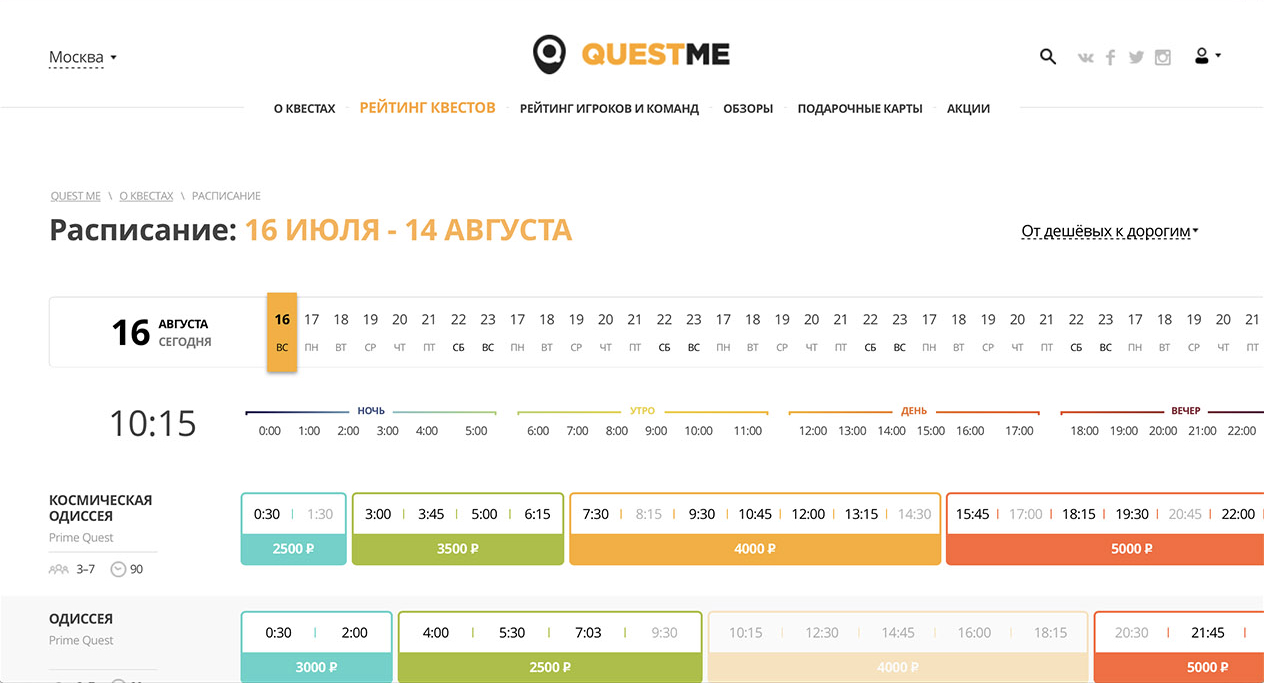 Москва
QUESTME
О КВЕСТАХ РЕЙТИНГ КВЕСТОВ РЕЙТИНГ ИГРОКОВ И КОМАНД ОБЗОРЫ ПОДАРОЧНЫЕ КАРТЫ АКЦИИ
QUEST ME \ О КВЕСТАХ \ РАСПИСАНИЕ
Расписание: 16 ИЮЛЯ - 14 АВГУСТА
От дешёвых к дорогим
16 АВГУСТА
СЕГОДНЯ
16 17 18 19 20 21 22 23 17 18 19 20 21 22 23 17 18 19 20 21 22 23 17 18 19 20 21 22 23 17 18 19 20 21
ВС ПН ВТ СР ЧТ ПТ СБ ВС ПН ВТ СР ЧТ ПТ СБ ВС ПН ВТ СР ЧТ ПТ СБ ВС ПН ВТ СР ЧТ ПТ СБ ВС ПН ВТ СР ЧТ ПТ
10:15
НОЧЬ УТРО ДЕНЬ ВЕЧЕР
0:00 1:00 2:00 3:00 4:00 5:00 6:00 7:00 8:00 9:00 10:00 11:00 12:00 13:00 14:00 15:00 16:00 17:00 18:00 19:00 20:00 21:00 22:00
КОСМИЧЕСКАЯ
ОДИССЕЯ
Prime Quest
3–7 90
0:30 1:30 3:00 3:45 5:00 6:15 7:30 8:15 9:30 10:45 12:00 13:15 14:30 15:45 17:00 18:15 19:30 20:45 22:00
2500 ₽ 3500 ₽ 4000 ₽ 5000 ₽
ОДИССЕЯ
Prime Quest
0:30 2:00 4:00 5:30 7:03 9:30 10:15 12:30 14:45 16:00 18:15 20:30 21:45
3000 ₽ 2500 ₽ 4000 ₽ 5000 ₽